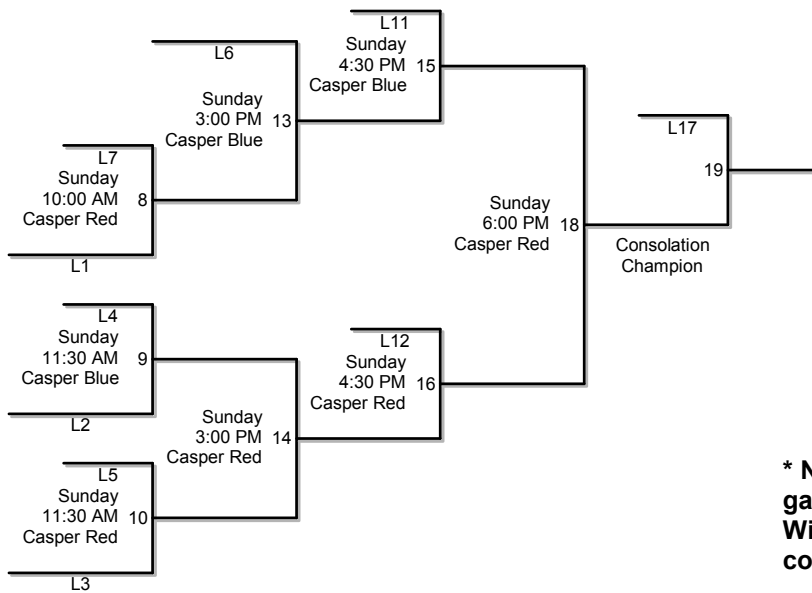 L11
Sunday
4:30 PM
Casper Blue
15
L6
Sunday
3:00 PM
Casper Blue
13
L7
Sunday
10:00 AM
Casper Red
8
L1
L17
19
Sunday
6:00 PM
Casper Red
18
Consolation
Champion
L4
Sunday
11:30 AM
Casper Blue
9
L2
L12
Sunday
4:30 PM
Casper Red
16
Sunday
3:00 PM
Casper Red
14
L5
Sunday
11:30 AM
Casper Red
10
L3
* N
ga
Wi
co